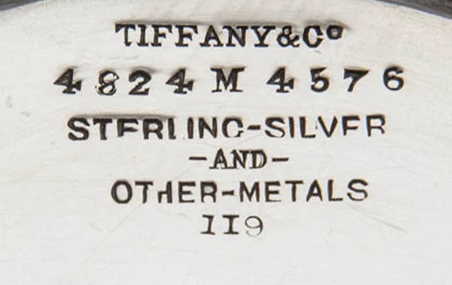 TIFFANY&Cº
4824 M 4576
STERLING-SILVER
-AND-
OTHER-METALS
119